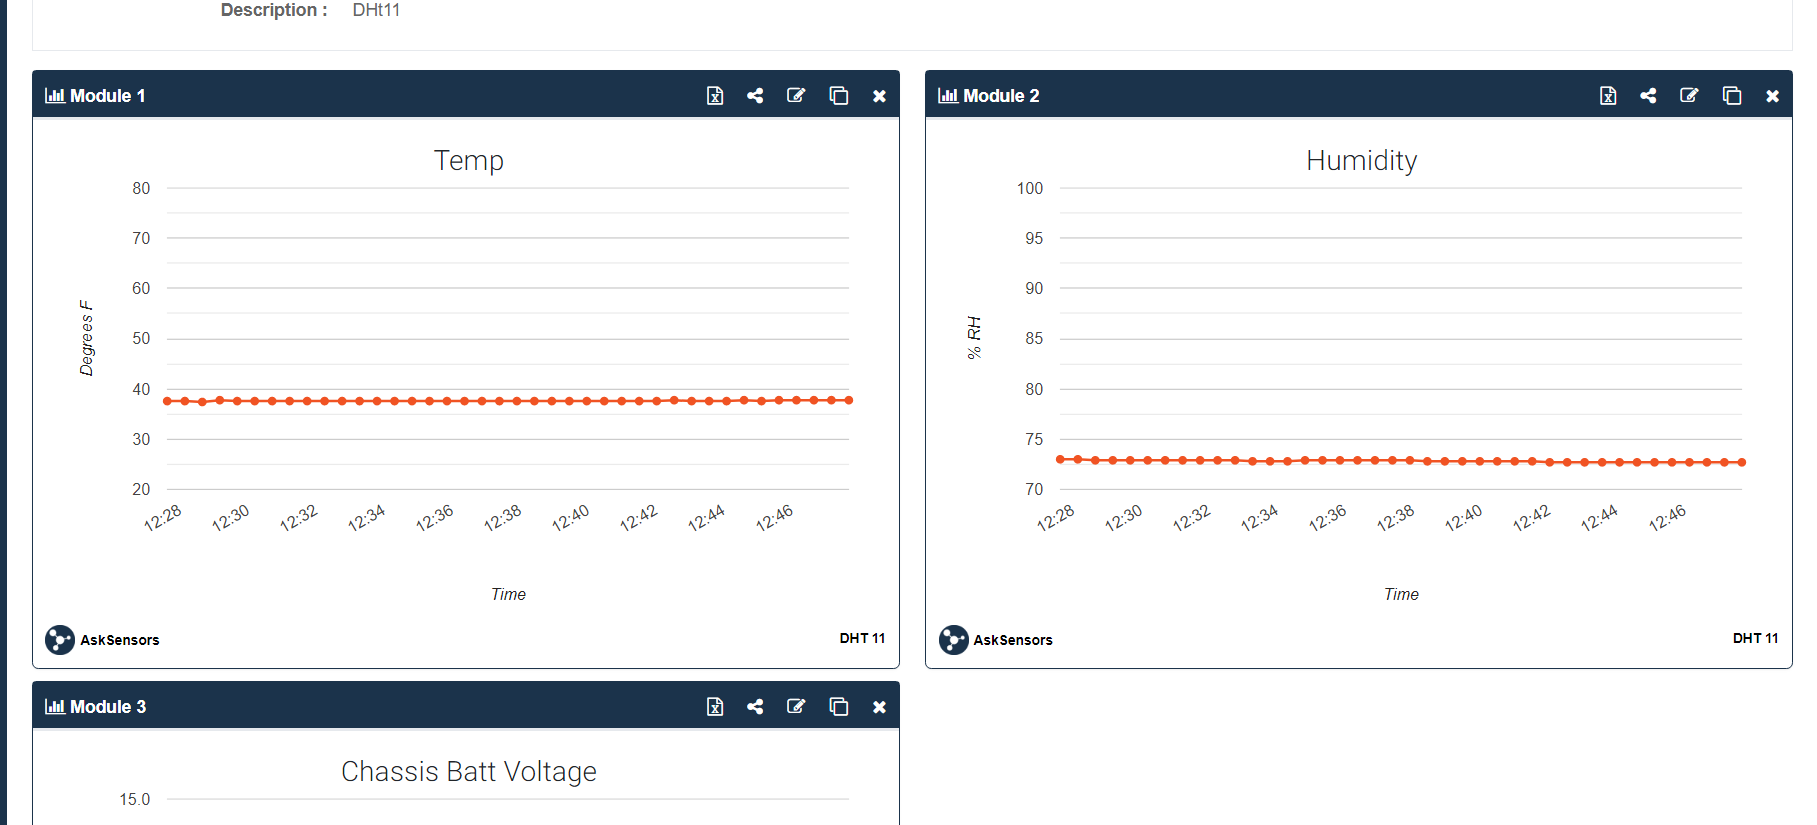 Description : DHt11
Module 1
Temp
80
70
60
50
40
30
20
Degrees F
12:28 12:30 12:32 12:34 12:36 12:38 12:40 12:42 12:44 12:46
Time
AskSensors
DHT 11
Module 2
Humidity
100
95
90
85
80
75
70
% RH
12:28 12:30 12:32 12:34 12:36 12:38 12:40 12:42 12:44 12:46
Time
AskSensors
DHT 11
Module 3
Chassis Batt Voltage
15.0